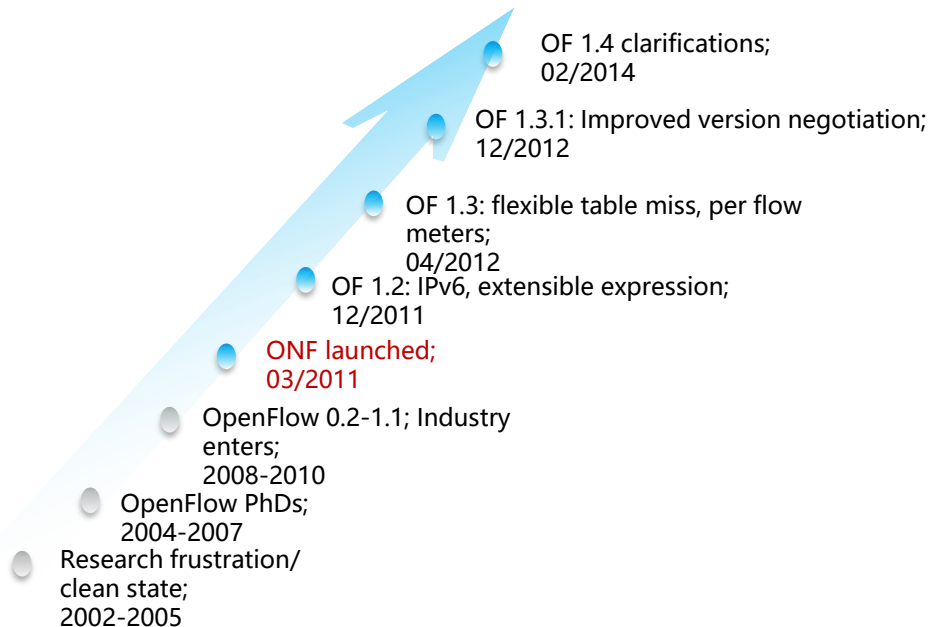 OF 1.4 clarifications;
02/2014
OF 1.3.1: Improved version negotiation;
12/2012
OF 1.3: flexible table miss, per flow
meters;
04/2012
OF 1.2: IPv6, extensible expression;
12/2011
ONF launched;
03/2011
OpenFlow 0.2-1.1; Industry
enters;
2008-2010
OpenFlow PhDs;
2004-2007
Research frustration/
clean state;
2002-2005